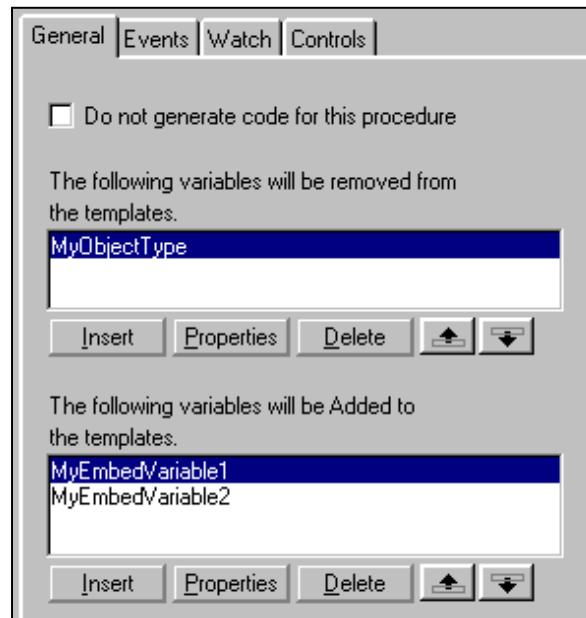 General Events Watch Controls
Do not generate code for this procedure
The following variables will be removed from
the templates.
MyObjectType
Insert Properties Delete
The following variables will be Added to
the templates.
MyEmbedVariable1
MyEmbedVariable2
Insert Properties Delete